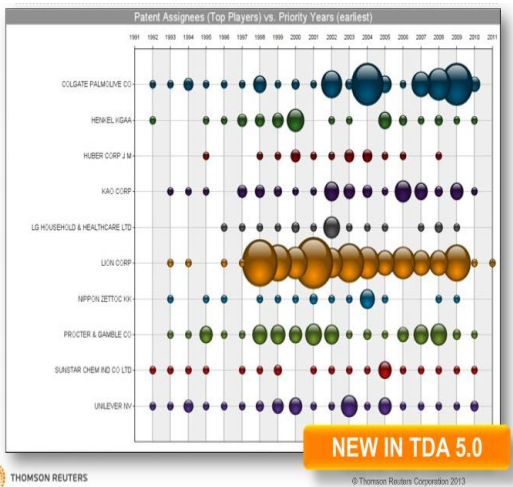 Patent Assignees (Top Players) vs. Priority Years (earliest)
1991 1992 1993 1994 1995 1996 1997 1998 1999 2000 2001 2002 2003 2004 2005 2006 2007 2008 2009 2010 2011
COLGATE PALMOLIVE CO
HENKEL KGAA
HUBER CORP J M
KAO CORP
LG HOUSEHOLD & HEALTHCARE LTD
LION CORP
NIPPON ZETTOC KK
PROCTER & GAMBLE CO
SUNSTAR CHEM IND CO LTD
UNILEVER NV
NEW IN TDA 5.0
THOMSON REUTERS
© Thomson Reuters Corporation 2013